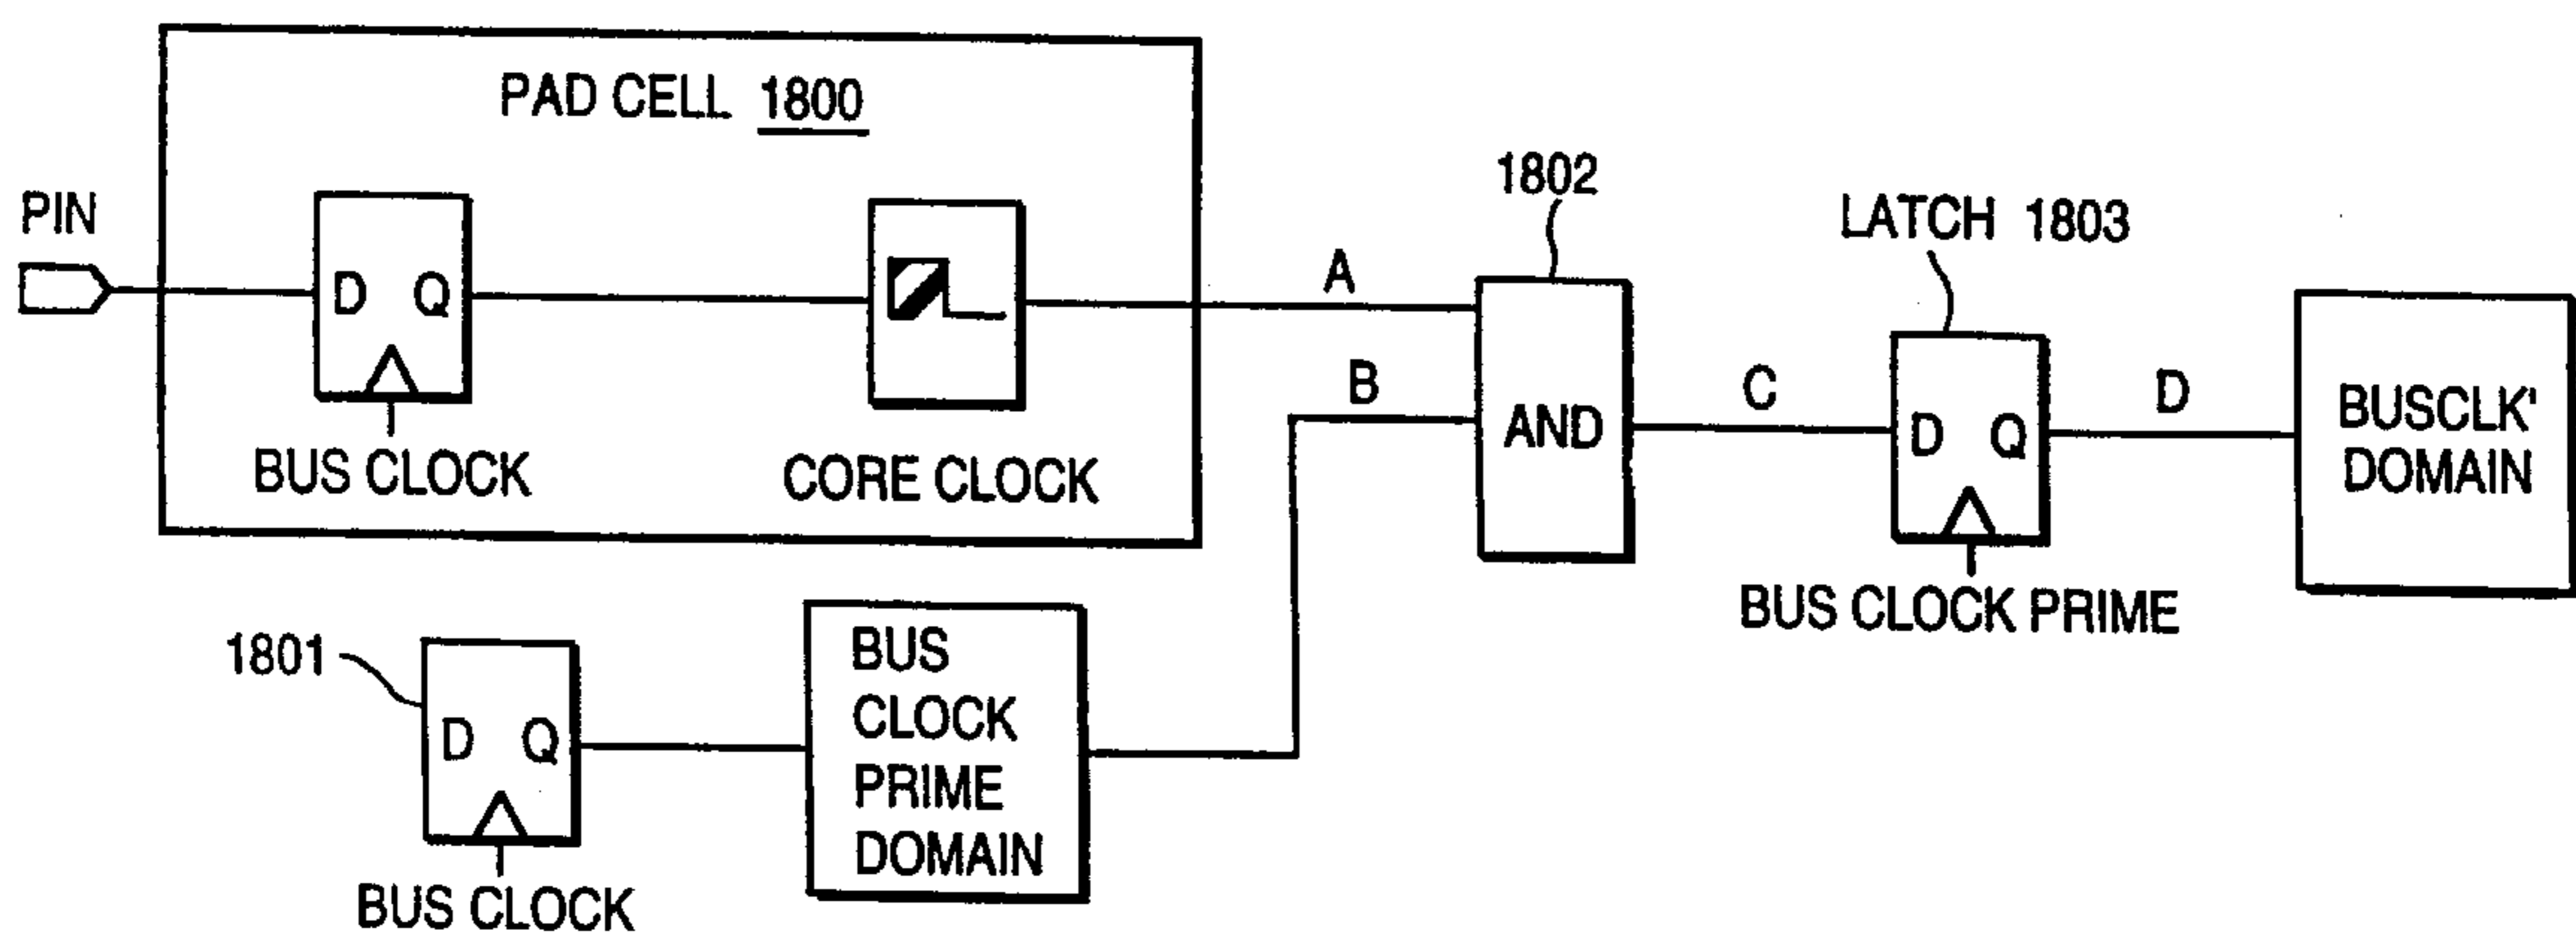 PAD CELL 1800
PIN
D Q
BUS CLOCK
CORE CLOCK
A
B
1802
AND
C
LATCH 1803
D Q
BUS CLOCK PRIME
D
BUSCLK'
DOMAIN
1801
D Q
BUS CLOCK
BUS
CLOCK
PRIME
DOMAIN